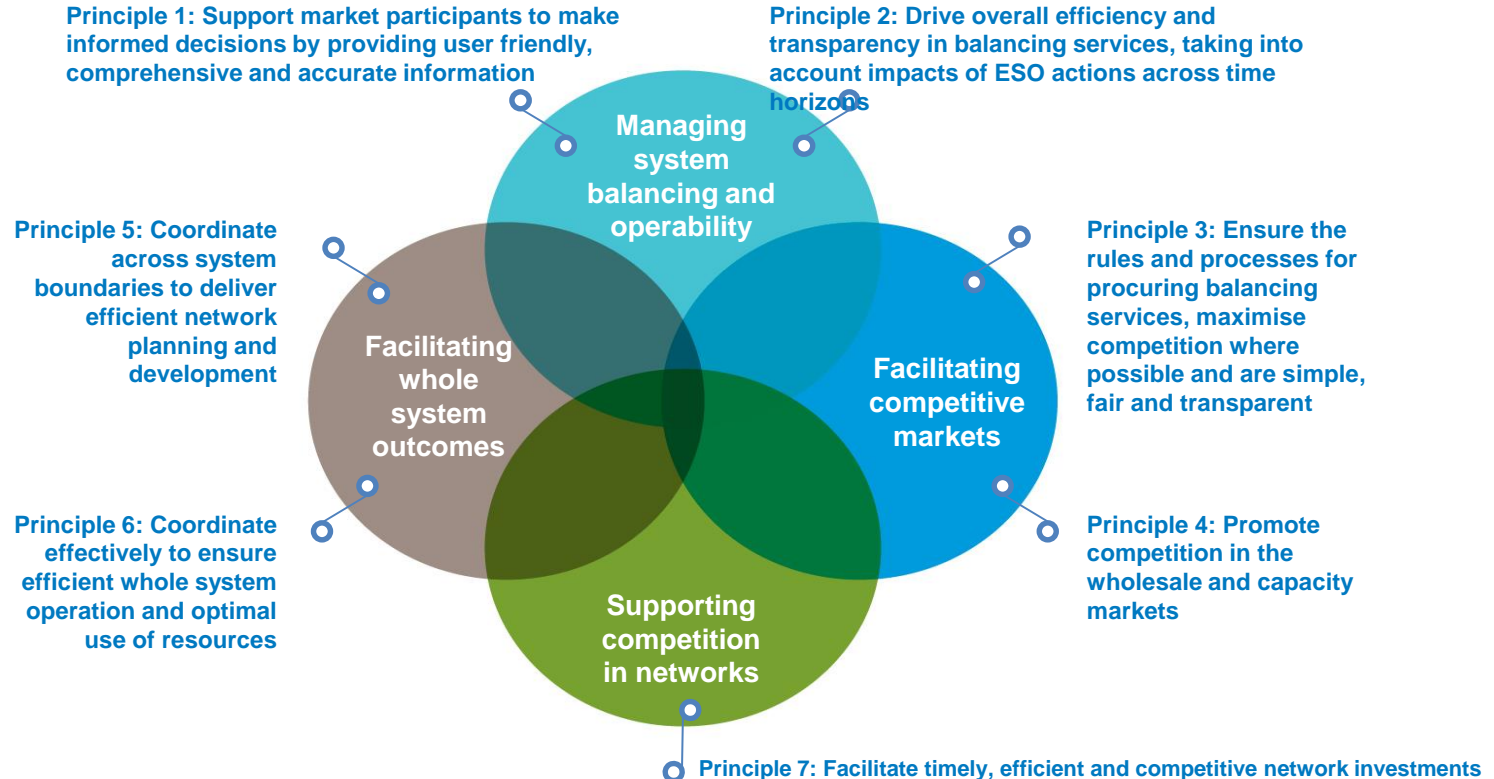 Principle 1: Support market participants to make
informed decisions by providing user friendly,
comprehensive and accurate information
Principle 2: Drive overall efficiency and
transparency in balancing services, taking into
account impacts of ESO actions across time
horizons
Managing
system
balancing and
operability
Principle 5: Coordinate
across system
boundaries to deliver
efficient network
planning and
development
Principle 3: Ensure the
rules and processes for
procuring balancing
services, maximise
competition where
possible and are simple,
fair and transparent
Facilitating
whole
system
outcomes
Facilitating
competitive
markets
Principle 6: Coordinate
effectively to ensure
efficient whole system
operation and optimal
use of resources
Principle 4: Promote
competition in the
wholesale and capacity
markets
Supporting
competition
in networks
Principle 7: Facilitate timely, efficient and competitive network investments